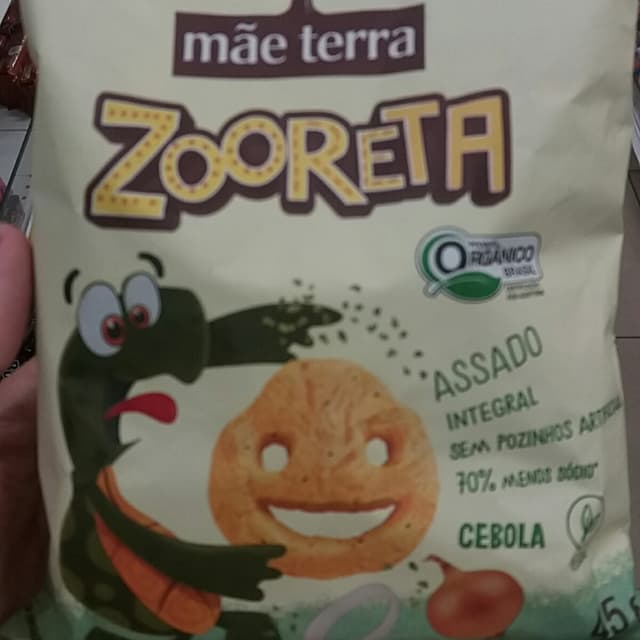 mãe terra
ZOORETA
ORGÂNICO
BRASIL
ASSADO
INTEGRAL
SEM POZINHOS
70% MENOS SÓDIO*
CEBOLA